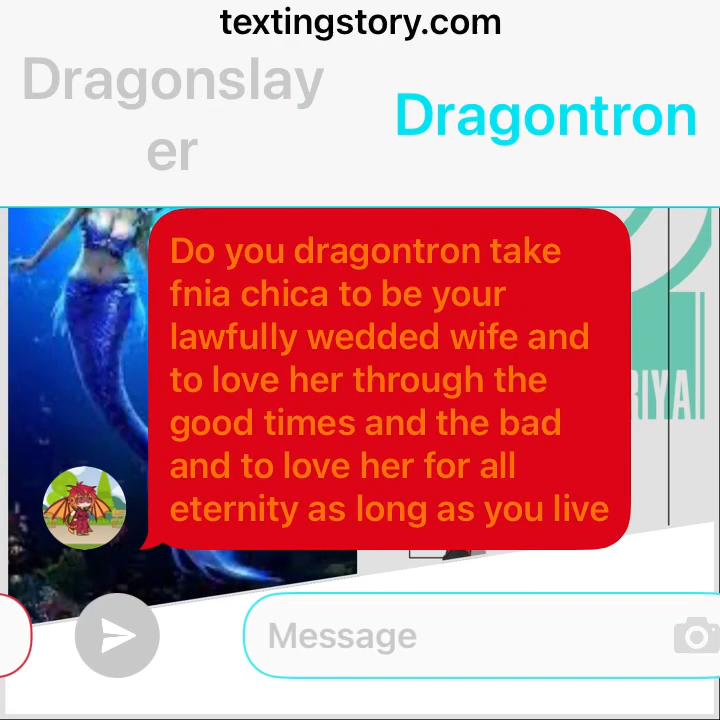 textingstory.com
Dragonslay
er
Dragontron
Do you dragontron take
fnia chica to be your
lawfully wedded wife and
to love her through the
good times and the bad
and to love her for all
eternity as long as you live
RIYA
Message